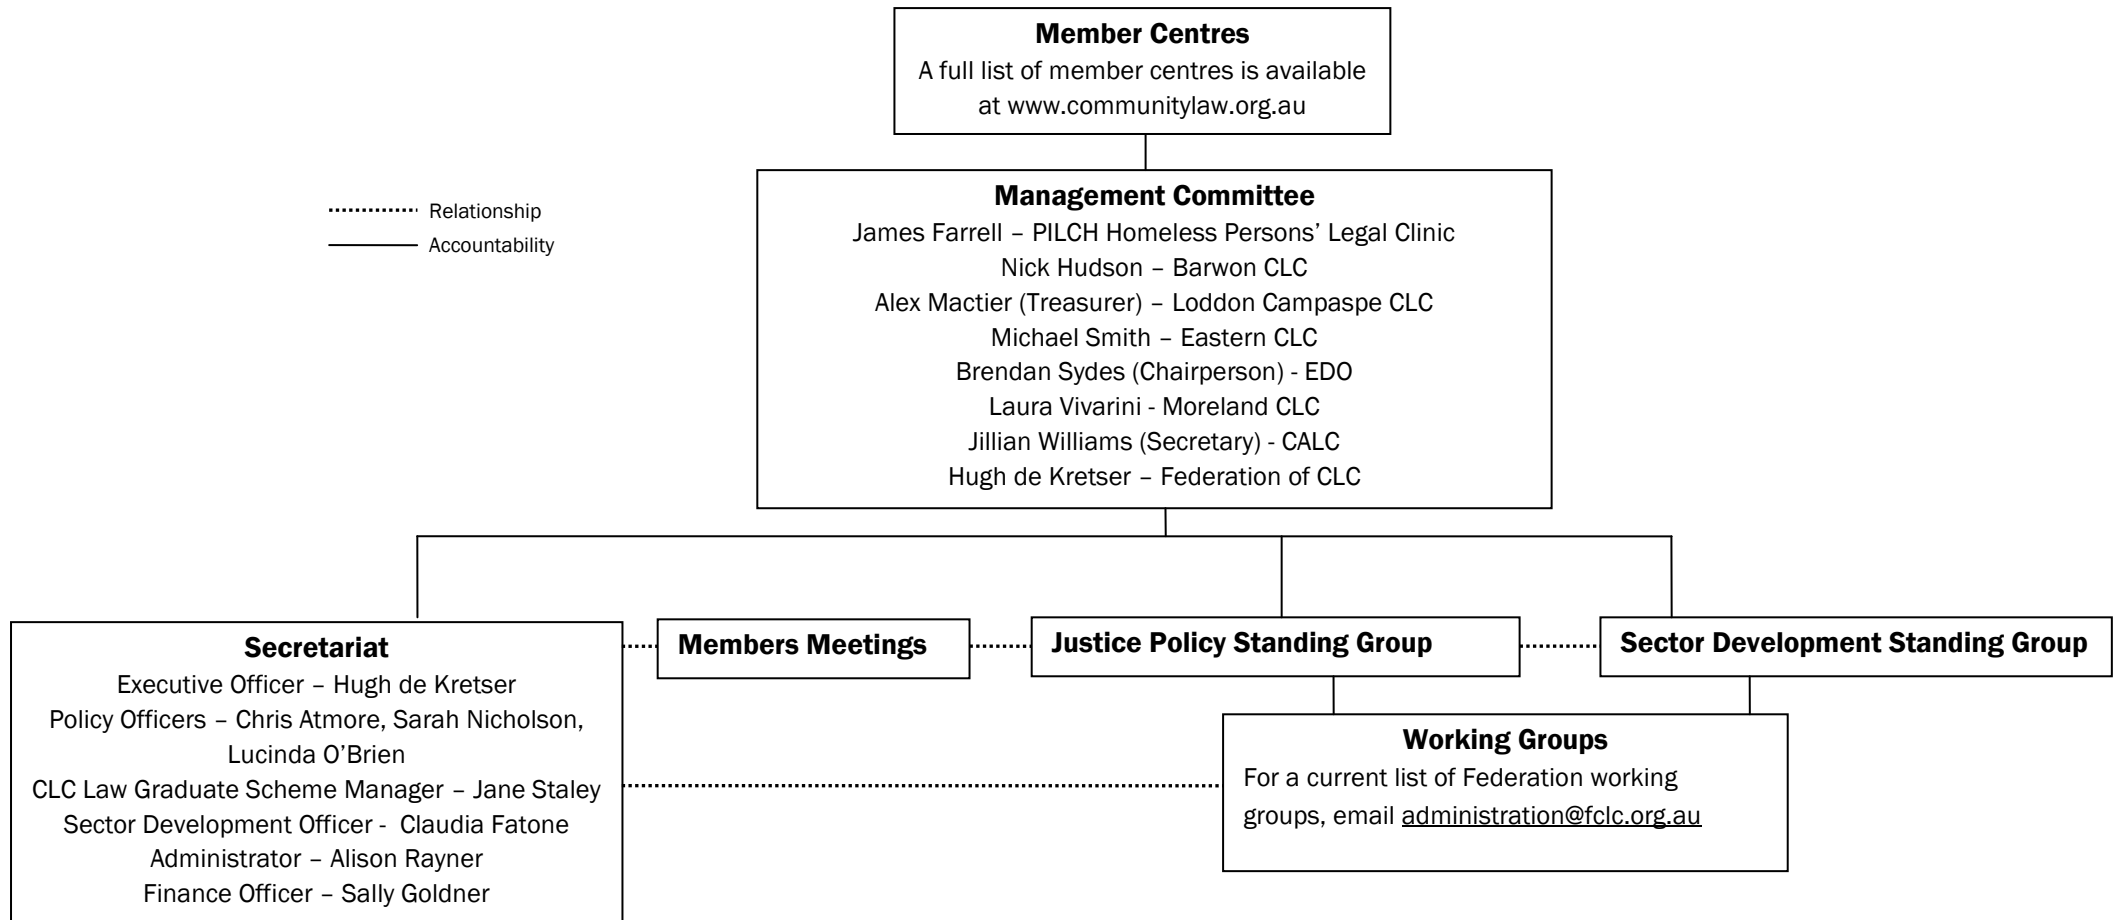 Member Centres
A full list of member centres is available
at www.communitylaw.org.au
Relationship
Accountability
Management Committee
James Farrell – PILCH Homeless Persons’ Legal Clinic
Nick Hudson – Barwon CLC
Alex Mactier (Treasurer) – Loddon Campaspe CLC
Michael Smith – Eastern CLC
Brendan Sydes (Chairperson) - EDO
Laura Vivarini - Moreland CLC
Jillian Williams (Secretary) - CALC
Hugh de Kretser – Federation of CLC
Secretariat
Executive Officer – Hugh de Kretser
Policy Officers – Chris Atmore, Sarah Nicholson,
Lucinda O’Brien
CLC Law Graduate Scheme Manager – Jane Staley
Sector Development Officer -  Claudia Fatone
Administrator – Alison Rayner
Finance Officer – Sally Goldner
Members Meetings
Justice Policy Standing Group
Sector Development Standing Group
Working Groups
For a current list of Federation working
groups, email administration@fclc.org.au